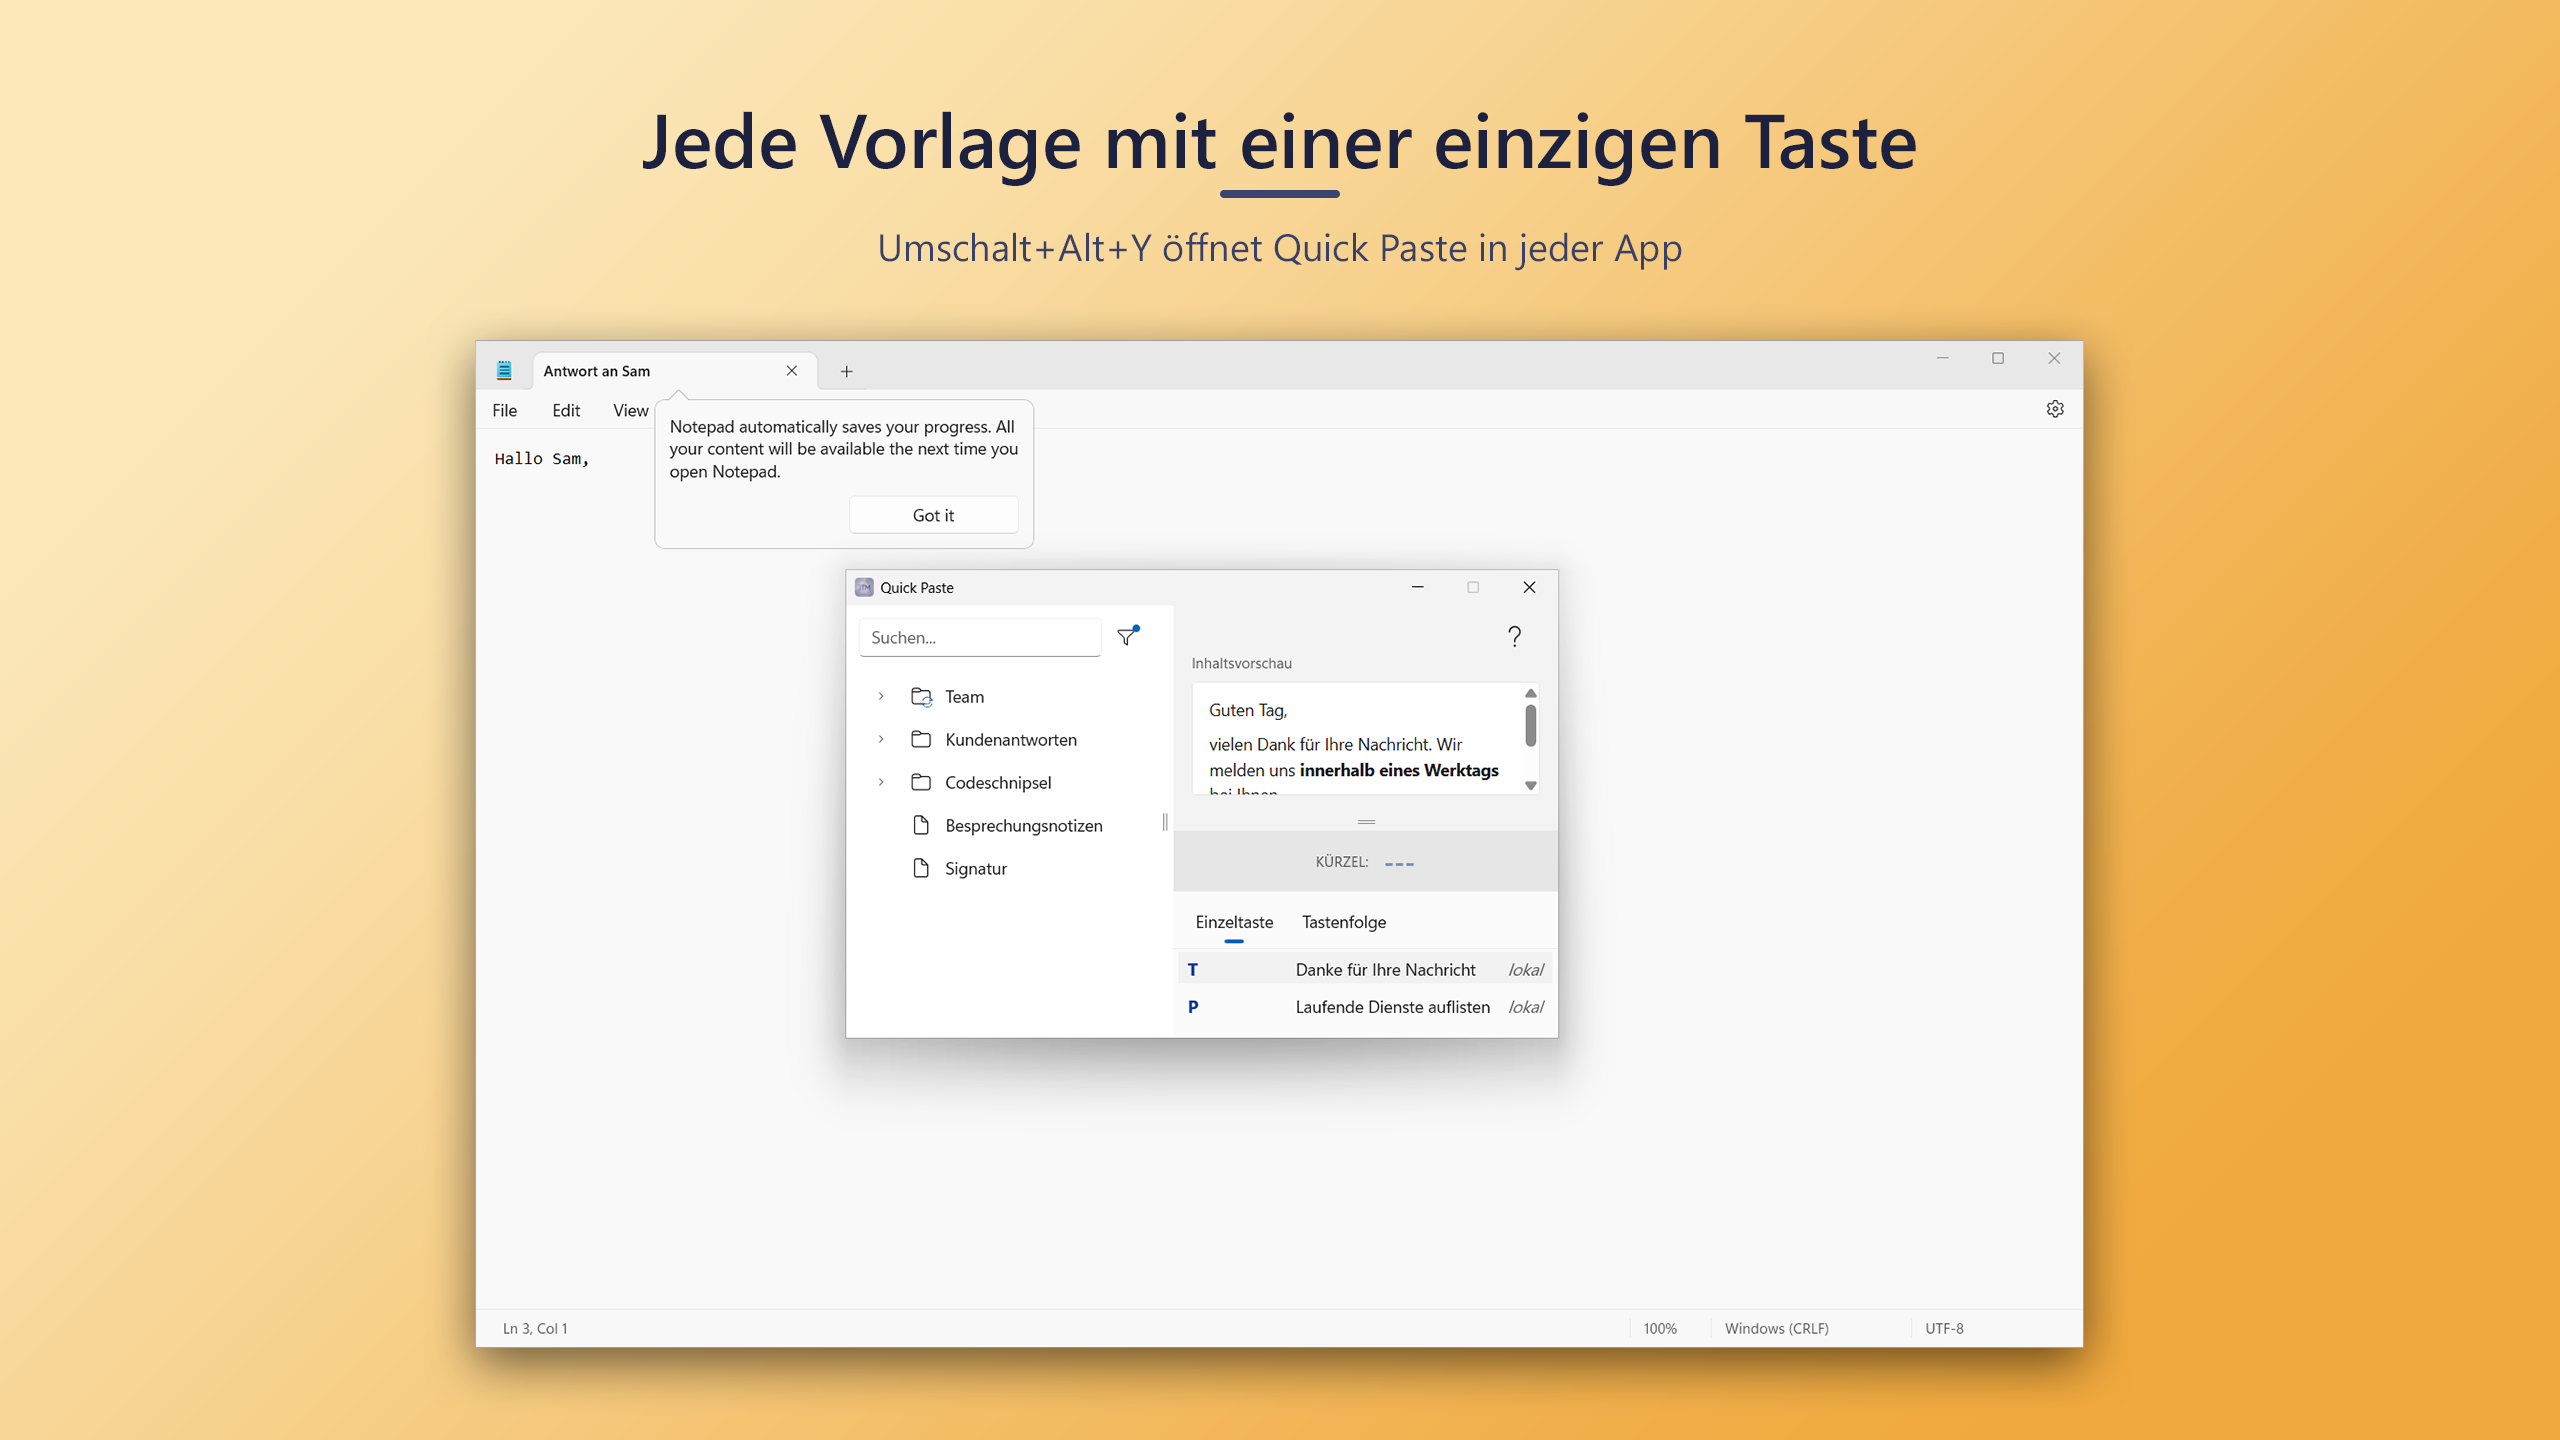 Jede Vorlage mit einer einzigen Taste
Umschalt+Alt+Y öffnet Quick Paste in jeder App
Antwort an Sam
File Edit View
Notepad automatically saves your progress. All
your content will be available the next time you
open Notepad.
Got it
Hallo Sam,
Quick Paste
Suchen...
Team
Kundenantworten
Codeschnipsel
Besprechungsnotizen
Signatur
?
Inhaltsvorschau
Guten Tag,
vielen Dank für Ihre Nachricht. Wir
melden uns innerhalb eines Werktags
bei Ihnen
KÜRZEL: ---
Einzeltaste Tastenfolge
T Danke für Ihre Nachricht lokal
P Laufende Dienste auflisten lokal
Ln 3, Col 1 100% Windows (CRLF) UTF-8